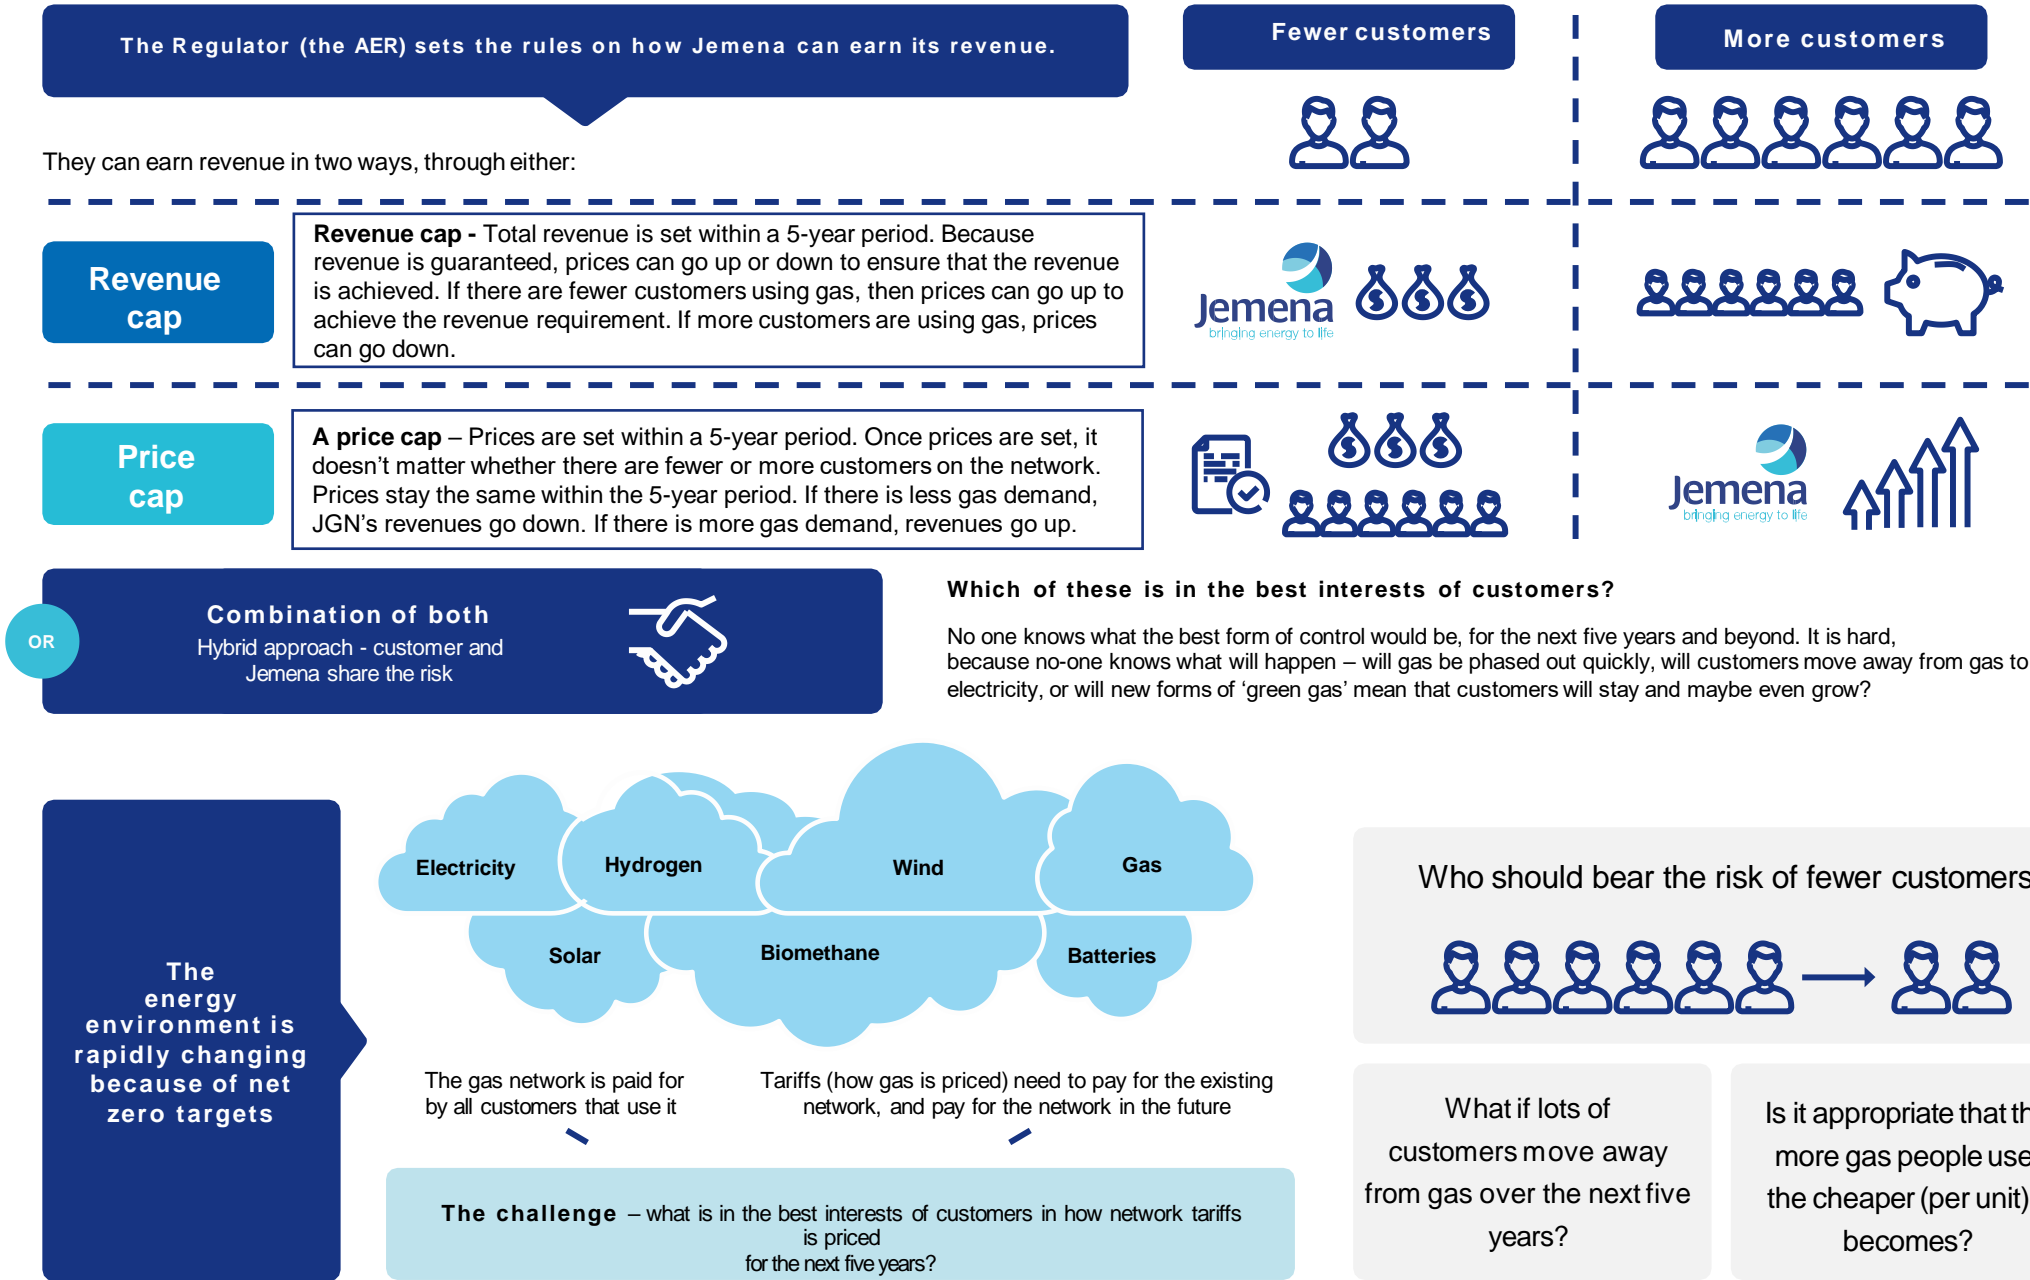 The Regulator (the AER) sets the rules on how Jemena can earn its revenue.
Fewer customers
More customers
They can earn revenue in two ways, through either:
Revenue
cap
Revenue cap - Total revenue is set within a 5-year period. Because
revenue is guaranteed, prices can go up or down to ensure that the revenue
is achieved. If there are fewer customers using gas, then prices can go up to
achieve the revenue requirement. If more customers are using gas, prices
can go down.
Jemena
bringing energy to life
Price
cap
A price cap – Prices are set within a 5-year period. Once prices are set, it
doesn't matter whether there are fewer or more customers on the network.
Prices stay the same within the 5-year period. If there is less gas demand,
JGN's revenues go down. If there is more gas demand, revenues go up.
Jemena
bringing energy to life
OR
Combination of both
Hybrid approach - customer and
Jemena share the risk
Which of these is in the best interests of customers?
No one knows what the best form of control would be, for the next five years and beyond. It is hard,
because no-one knows what will happen – will gas be phased out quickly, will customers move away from gas to
electricity, or will new forms of 'green gas' mean that customers will stay and maybe even grow?
The
energy
environment is
rapidly changing
because of net
zero targets
Electricity
Hydrogen
Wind
Gas
Solar
Biomethane
Batteries
The gas network is paid for
by all customers that use it
Tariffs (how gas is priced) need to pay for the existing
network, and pay for the network in the future
The challenge – what is in the best interests of customers in how network tariffs
is priced
for the next five years?
Who should bear the risk of fewer customers
What if lots of
customers move away
from gas over the next five
years?
Is it appropriate that th
more gas people use
the cheaper (per unit)
becomes?